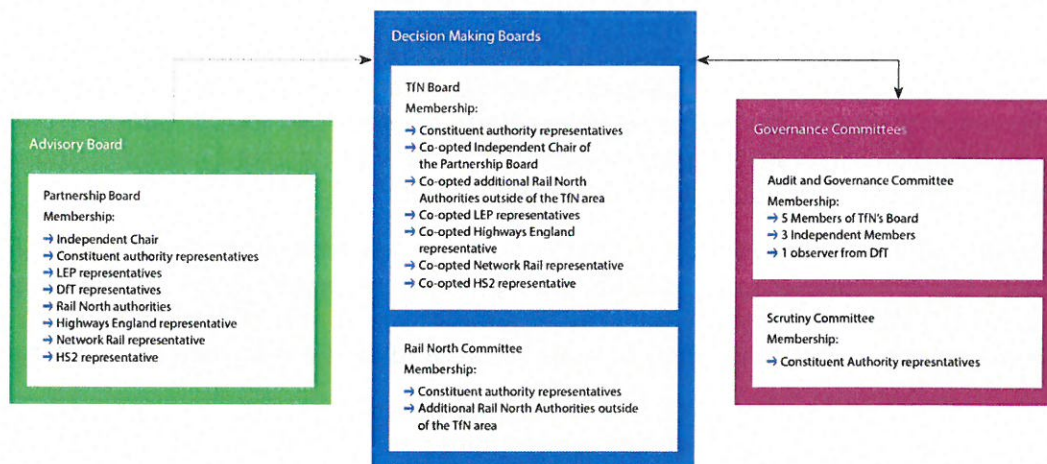 Advisory Board
Partnership Board
Membership:
→ Independent Chair
→ Constituent authority representatives
→ LEP representatives
→ DfT representatives
→ Rail North authorities
→ Highways England representative
→ Network Rail representative
→ HS2 representative
Decision Making Boards
TfN Board
Membership:
→ Constituent authority representatives
→ Co-opted Independent Chair of
the Partnership Board
→ Co-opted additional Rail North
Authorities outside of the TfN area
→ Co-opted LEP representatives
→ Co-opted Highways England
representative
→ Co-opted Network Rail representative
→ Co-opted HS2 representative
Rail North Committee
Membership:
→ Constituent authority representatives
→ Additional Rail North Authorities outside
of the TfN area
Governance Committees
Audit and Governance Committee
Membership:
→ 5 Members of TfN's Board
→ 3 Independent Members
→ 1 observer from DfT
Scrutiny Committee
Membership:
→ Constituent Authority represntatives